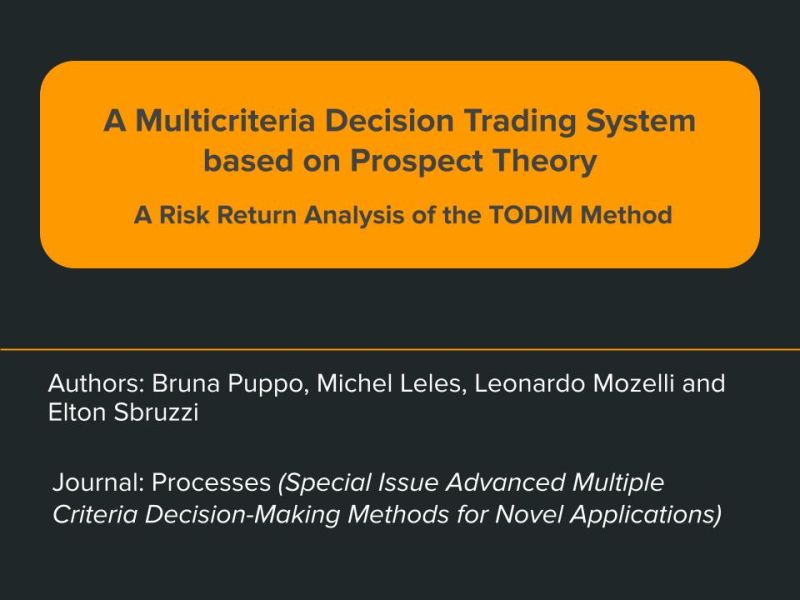 A Multicriteria Decision Trading System
based on Prospect Theory
A Risk Return Analysis of the TODIM Method
Authors: Bruna Puppo, Michel Leles, Leonardo Mozelli and
Elton Sbruzzi
Journal: Processes (Special Issue Advanced Multiple
Criteria Decision-Making Methods for Novel Applications)